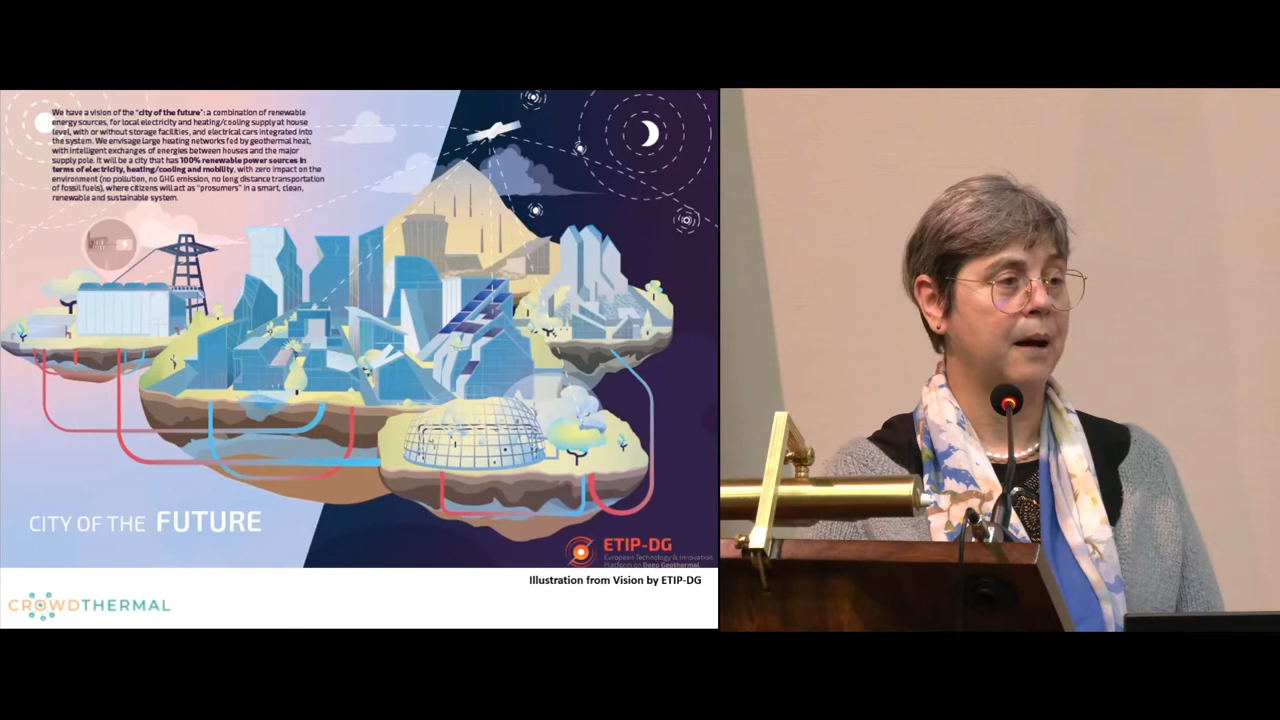 We have a vision of the "city of the future": a combination of renewable
energy sources, for local electricity and heating/cooling supply at house
level, with or without storage facilities, and electrical cars integrated into
the system. We envisage large heating networks fed by geothermal heat,
with intelligent exchanges of energies between houses and the major
supply pole. It will be a city that has 100% renewable power sources in
terms of electricity, heating/cooling and mobility, with zero impact on the
environment (no pollution, no GHG emission, no long distance transportation
of fossil fuels), where citizens will act as "prosumers" in a smart, clean,
renewable and sustainable system.
CITY OF THE FUTURE
ETIP-DG
European Technology & Innovation
Platform on Deep Geothermal
Illustration from Vision by ETIP-DG
CROWDTHERMAL